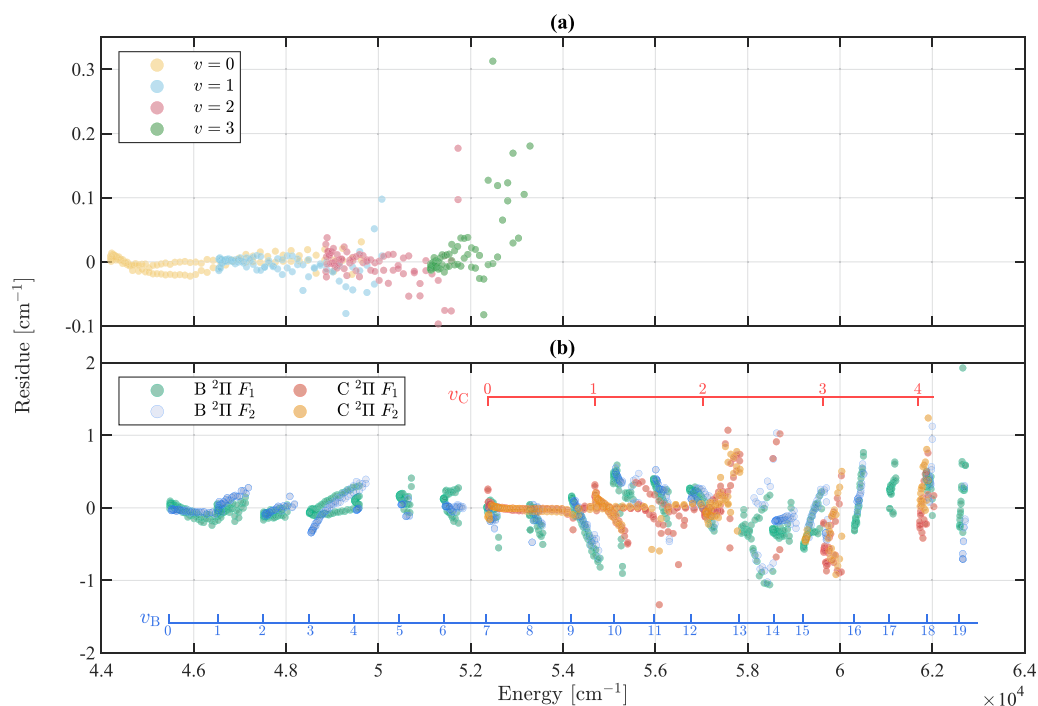 (a)
0.3
0.2
0.1
0
-0.1
v = 0
v = 1
v = 2
v = 3
Residue [cm⁻¹]
(b)
2
1
0
-1
-2
B ²Π F₁
B ²Π F₂
C ²Π F₁
C ²Π F₂
v_C 0 1 2 3 4
v_B 0 1 2 3 4 5 6 7 8 9 10 11 12 13 14 15 16 17 18 19
4.4 4.6 4.8 5 5.2 5.4 5.6 5.8 6 6.2 6.4
Energy [cm⁻¹]
×10⁴